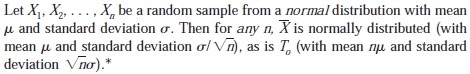 Let X₁, X₂, . . . , Xₙ be a random sample from a normal distribution with mean
μ and standard deviation σ. Then for any n, X̅ is normally distributed (with
mean μ and standard deviation σ/√n), as is Tₒ (with mean nμ and standard
deviation √nσ).*